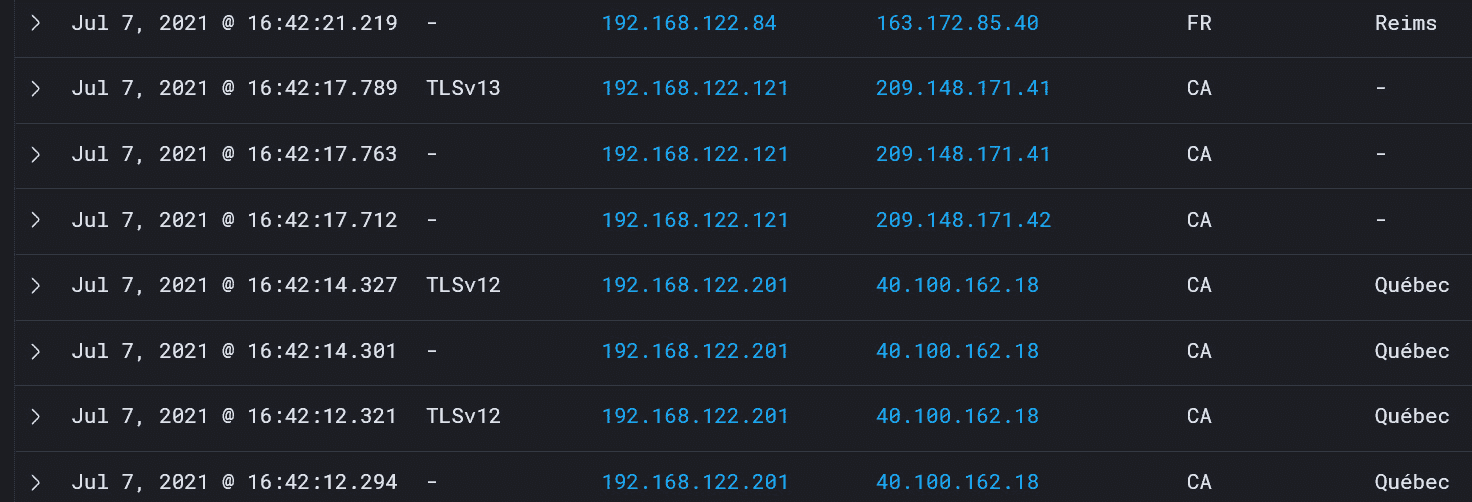 Jul 7, 2021 @ 16:42:21.219 - 192.168.122.84 163.172.85.40 FR Reims
Jul 7, 2021 @ 16:42:17.789 TLSv13 192.168.122.121 209.148.171.41 CA -
Jul 7, 2021 @ 16:42:17.763 - 192.168.122.121 209.148.171.41 CA -
Jul 7, 2021 @ 16:42:17.712 - 192.168.122.121 209.148.171.42 CA -
Jul 7, 2021 @ 16:42:14.327 TLSv12 192.168.122.201 40.100.162.18 CA Québec
Jul 7, 2021 @ 16:42:14.301 - 192.168.122.201 40.100.162.18 CA Québec
Jul 7, 2021 @ 16:42:12.321 TLSv12 192.168.122.201 40.100.162.18 CA Québec
Jul 7, 2021 @ 16:42:12.294 - 192.168.122.201 40.100.162.18 CA Québec